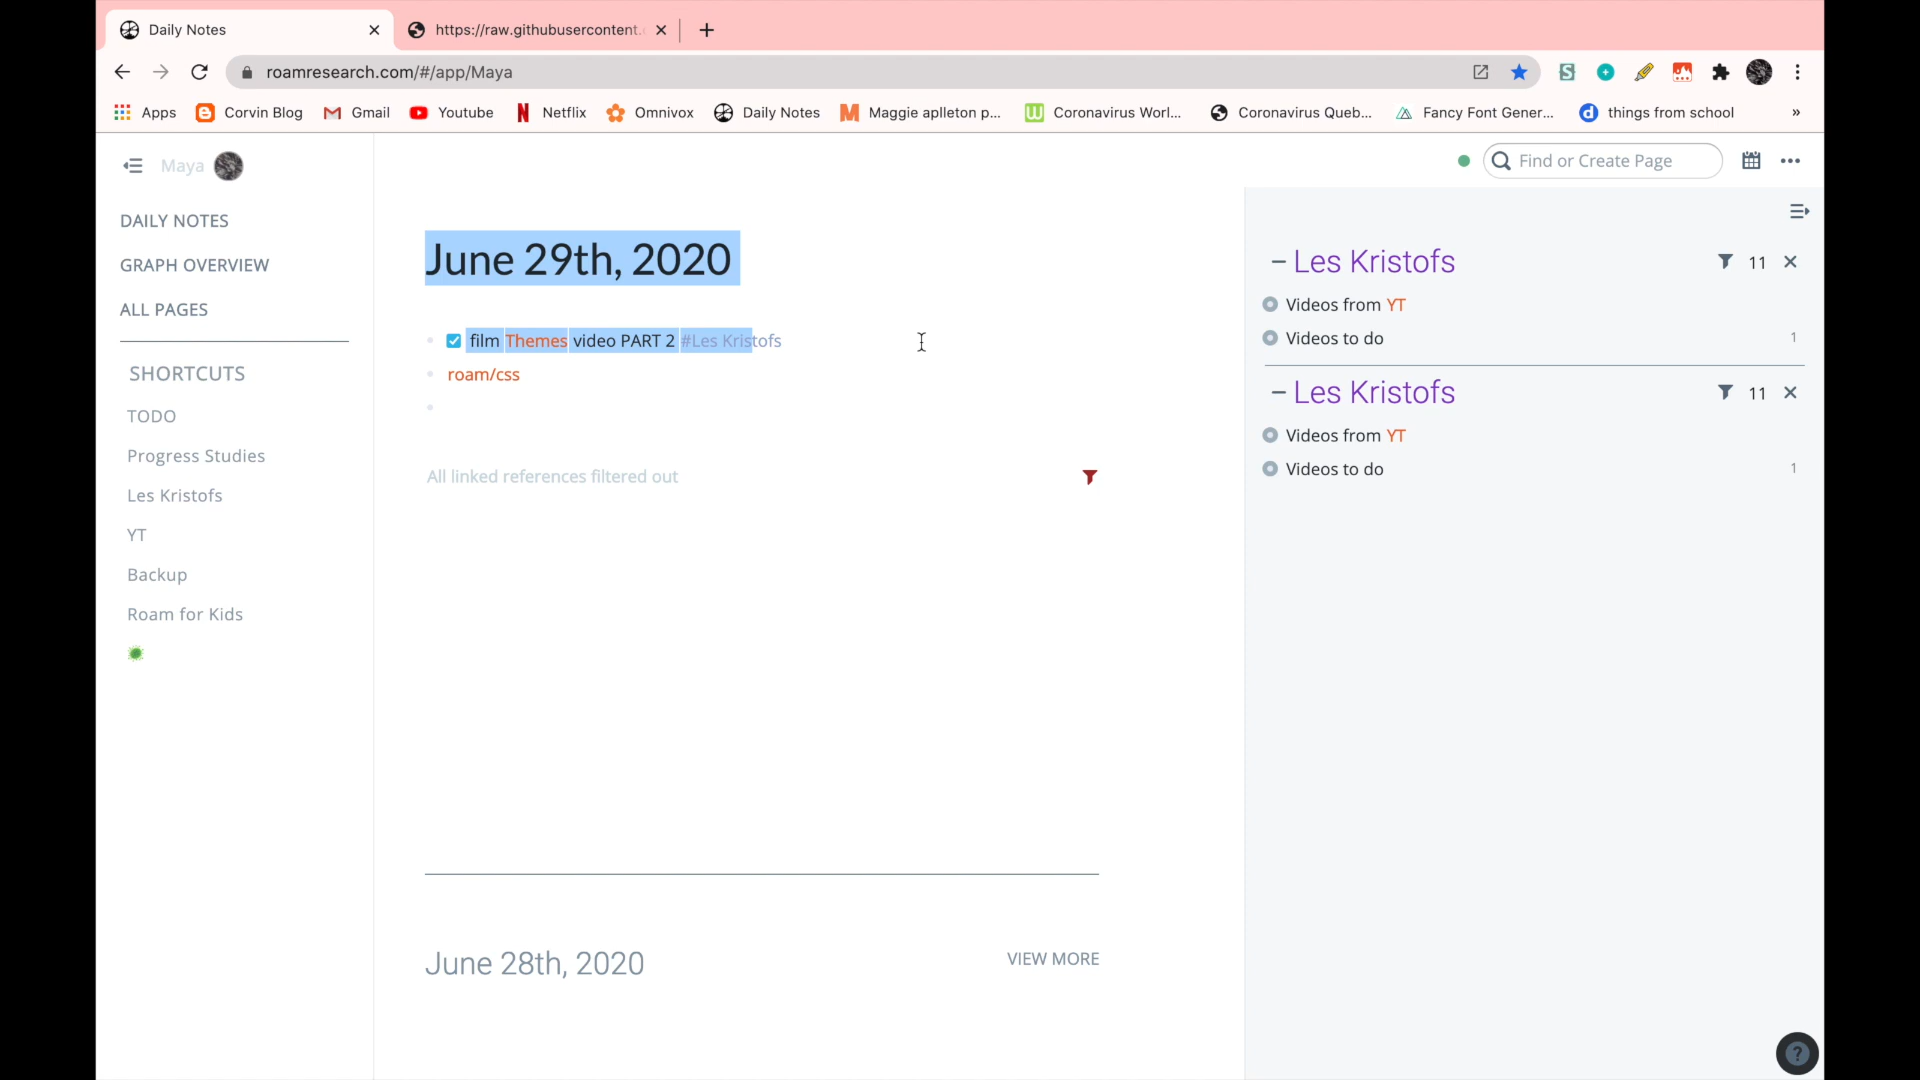 Daily Notes
https://raw.githubusercontent.
roamresearch.com/#/app/Maya
Apps Corvin Blog Gmail Youtube Netflix Omnivox Daily Notes Maggie aplleton p... Coronavirus Worl... Coronavirus Queb... Fancy Font Gener... things from school »
Maya
Find or Create Page
DAILY NOTES
GRAPH OVERVIEW
ALL PAGES
SHORTCUTS
TODO
Progress Studies
Les Kristofs
YT
Backup
Roam for Kids
June 29th, 2020
film Themes video PART 2 #Les Kristofs
roam/css
All linked references filtered out
June 28th, 2020
VIEW MORE
Les Kristofs 11
Videos from YT
Videos to do 1
Les Kristofs 11
Videos from YT
Videos to do 1
?